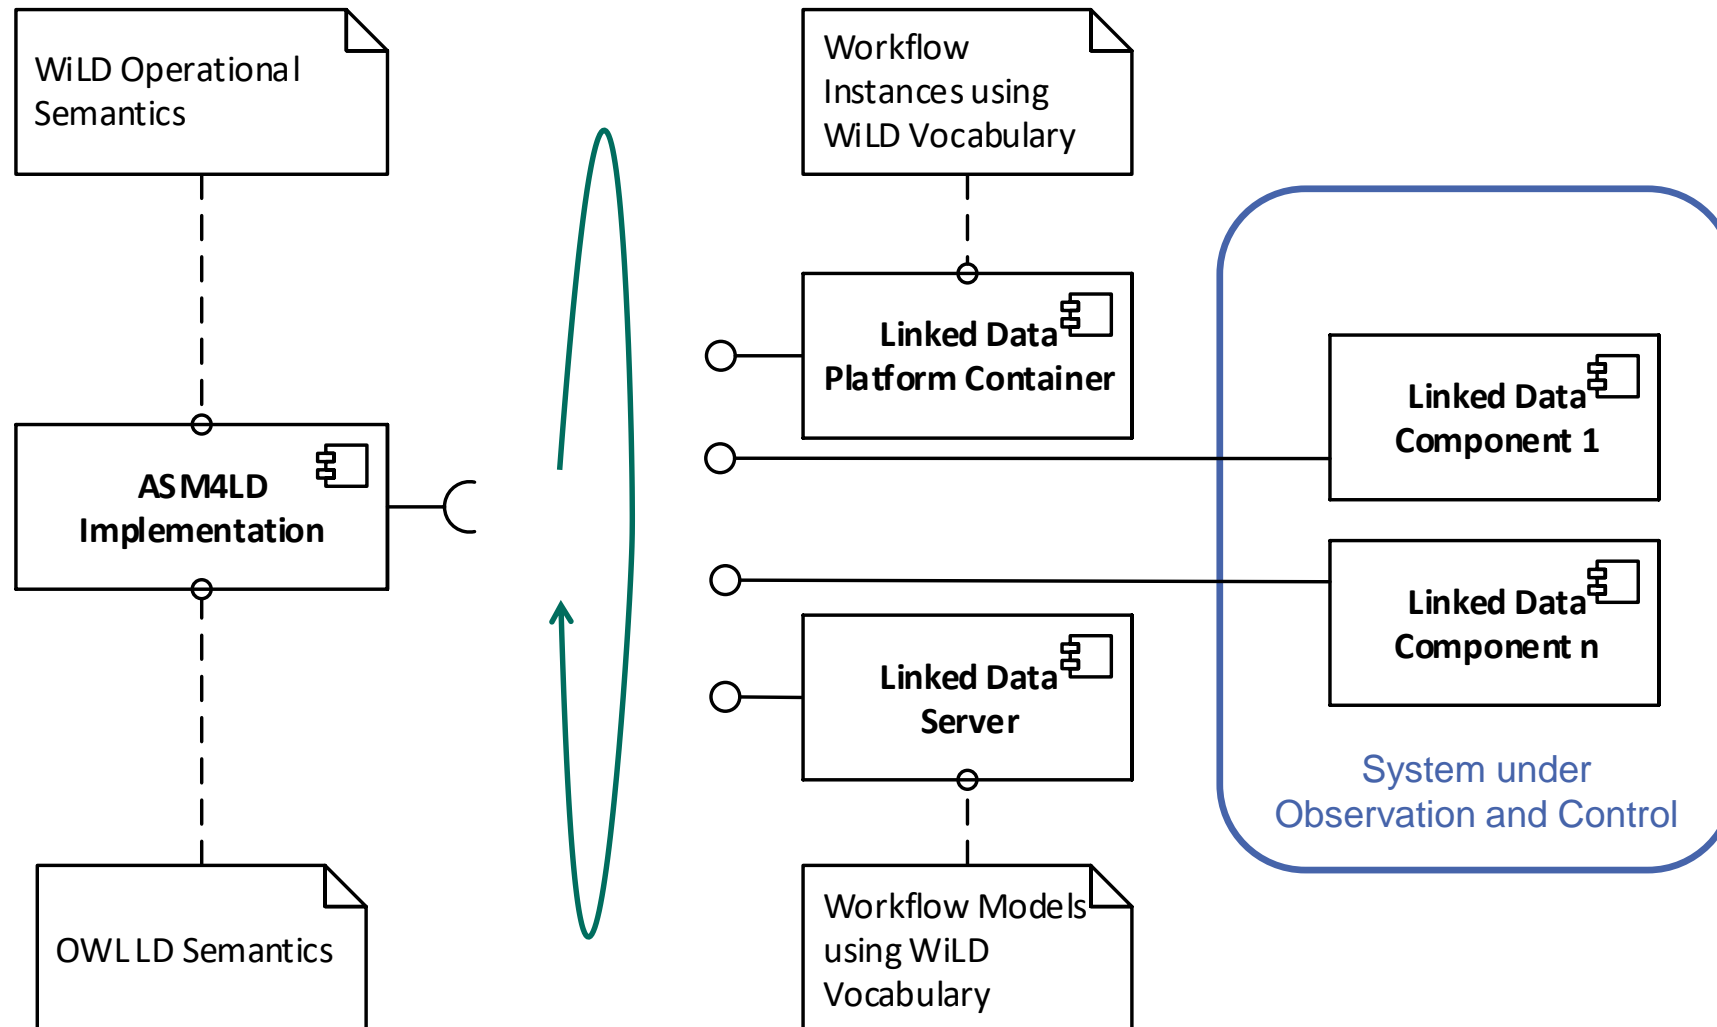 WiLD Operational
Semantics
Workflow
Instances using
WiLD Vocabulary
Linked Data
Platform Container
Linked Data
Component 1
ASM4LD
Implementation
Linked Data
Component n
Linked Data
Server
System under
Observation and Control
OWL LD Semantics
Workflow Models
using WiLD
Vocabulary